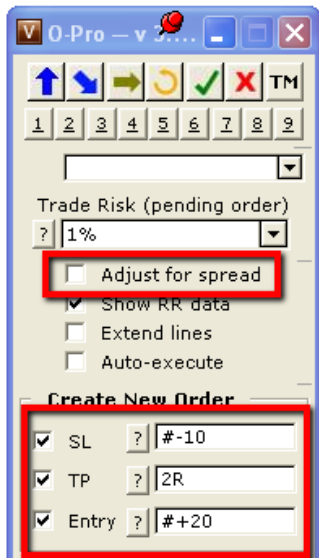 V O-Pro — v 3....
TM
1 2 3 4 5 6 7 8 9
Trade Risk (pending order)
? 1%
Adjust for spread
Show RR data
Extend lines
Auto-execute
Create New Order
SL ? #-10
TP ? 2R
Entry ? #+20